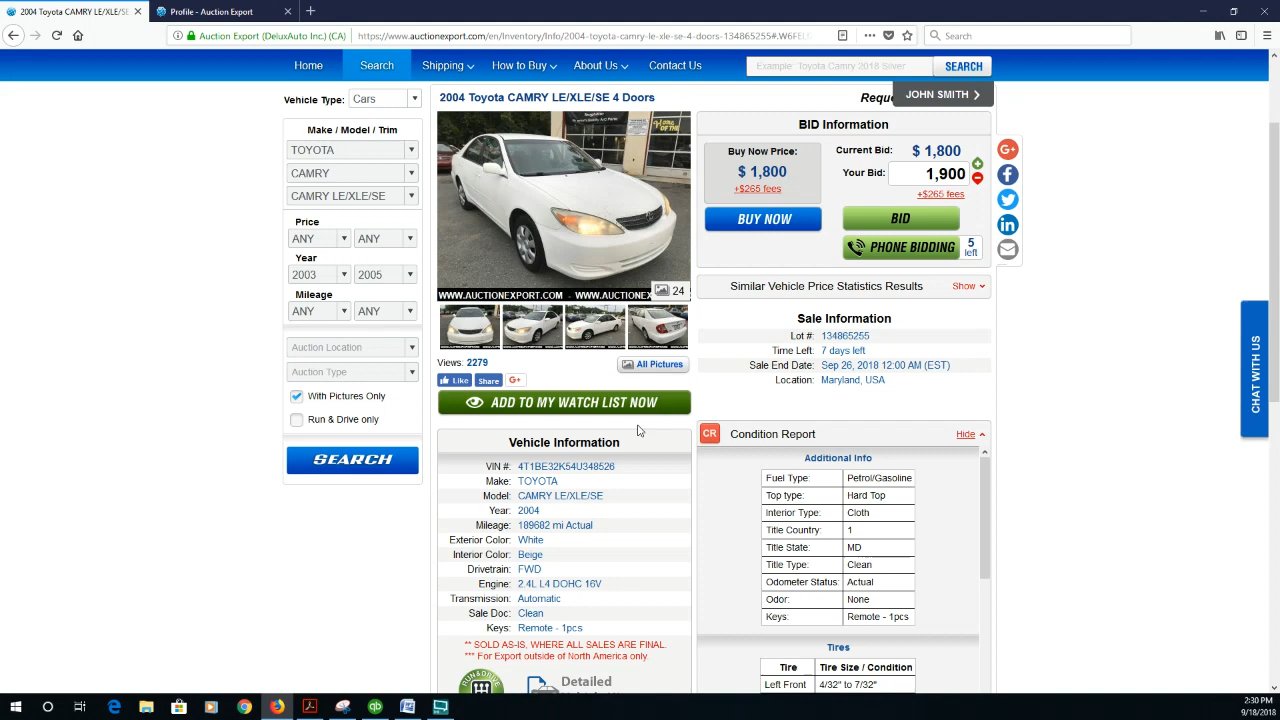 2004 Toyota CAMRY LE/XLE/SE
Profile - Auction Export
Auction Export (DeluxAuto Inc.) (CA)
https://www.auctionexport.com/en/Inventory/Info/2004-toyota-camry-le-xle-se-4-doors-134865255#.W6FEL
Search
Home
Search
Shipping
How to Buy
About Us
Contact Us
Example: Toyota Camry 2018 Silver
SEARCH
JOHN SMITH
Vehicle Type:
Cars
Make / Model / Trim
TOYOTA
CAMRY
CAMRY LE/XLE/SE
Price
ANY
ANY
Year
2003
2005
Mileage
ANY
ANY
Auction Location
Auction Type
With Pictures Only
Run & Drive only
SEARCH
2004 Toyota CAMRY LE/XLE/SE 4 Doors
WWW.AUCTIONEXPORT.COM - WWW.AUCTIONEX
24
Views: 2279
All Pictures
Like
Share
G+
ADD TO MY WATCH LIST NOW
Vehicle Information
VIN #: 4T1BE32K54U348526
Make: TOYOTA
Model: CAMRY LE/XLE/SE
Year: 2004
Mileage: 189682 mi Actual
Exterior Color: White
Interior Color: Beige
Drivetrain: FWD
Engine: 2.4L L4 DOHC 16V
Transmission: Automatic
Sale Doc: Clean
Keys: Remote - 1pcs
** SOLD AS-IS, WHERE ALL SALES ARE FINAL.
*** For Export outside of North America only.
RUN & DRIVE
Detailed
Reque
BID Information
Buy Now Price:
$ 1,800
+$265 fees
BUY NOW
Current Bid: $ 1,800
Your Bid: 1,900
+$265 fees
BID
PHONE BIDDING
5
left
Similar Vehicle Price Statistics Results
Show
Sale Information
Lot #: 134865255
Time Left: 7 days left
Sale End Date: Sep 26, 2018 12:00 AM (EST)
Location: Maryland, USA
CR
Condition Report
Hide
Additional Info
Fuel Type: Petrol/Gasoline
Top type: Hard Top
Interior Type: Cloth
Title Country: 1
Title State: MD
Title Type: Clean
Odometer Status: Actual
Odor: None
Keys: Remote - 1pcs
Tires
Tire Tire Size / Condition
Left Front 4/32" to 7/32"
G+
CHAT WITH US
2:30 PM
9/18/2018